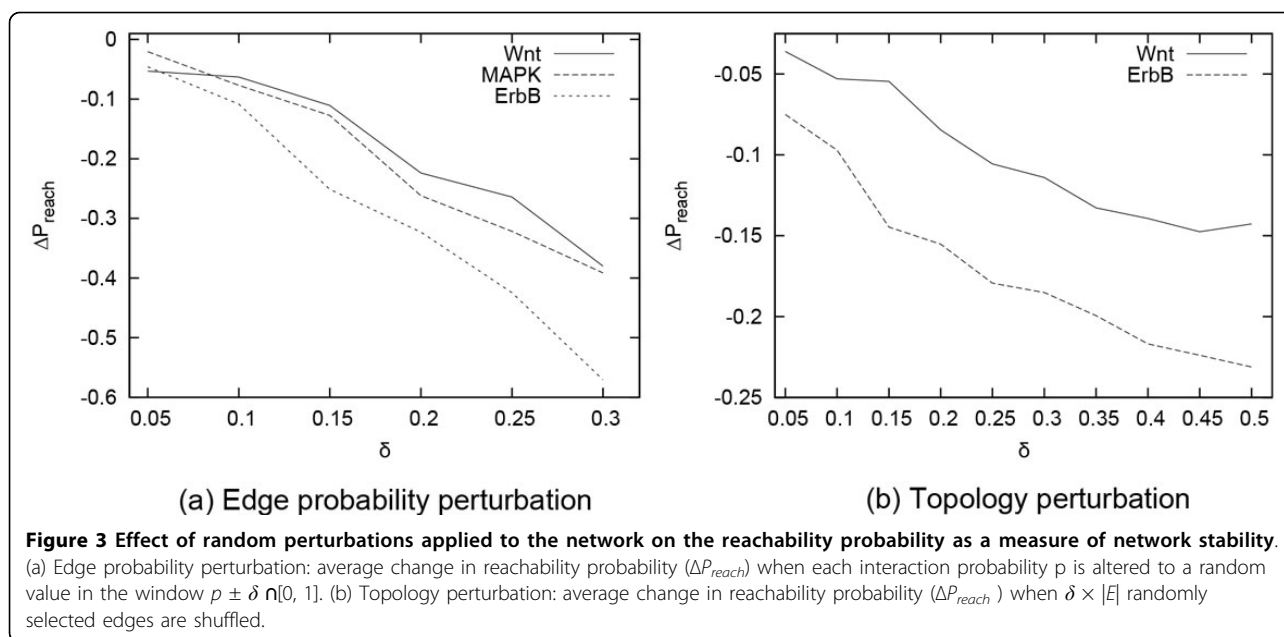 0
-0.1
-0.2
-0.3
-0.4
-0.5
-0.6
ΔP_reach
Wnt
MAPK
ErbB
0.05 0.1 0.15 0.2 0.25 0.3
δ
(a) Edge probability perturbation
-0.05
-0.1
-0.15
-0.2
-0.25
ΔP_reach
Wnt
ErbB
0.05 0.1 0.15 0.2 0.25 0.3 0.35 0.4 0.45 0.5
δ
(b) Topology perturbation
Figure 3 Effect of random perturbations applied to the network on the reachability probability as a measure of network stability.
(a) Edge probability perturbation: average change in reachability probability (ΔP_reach) when each interaction probability p is altered to a random
value in the window p ± δ ∩[0, 1]. (b) Topology perturbation: average change in reachability probability (ΔP_reach ) when δ × |E| randomly
selected edges are shuffled.